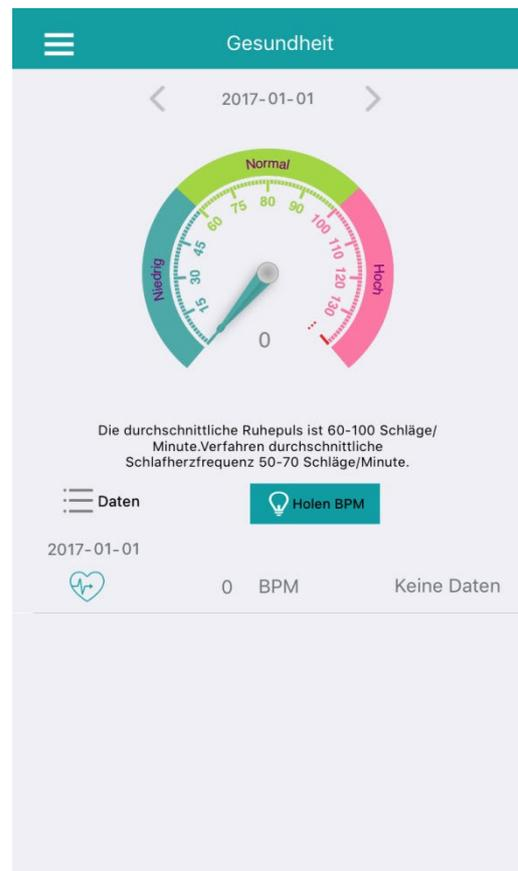 Gesundheit
2017-01-01
Niedrig
Normal
Hoch
15
30
45
60
75
80
90
100
110
120
130
...
0
Die durchschnittliche Ruhepuls ist 60-100 Schläge/
Minute.Verfahren durchschnittliche
Schlafherzfrequenz 50-70 Schläge/Minute.
Daten
Holen BPM
2017-01-01
0 BPM Keine Daten